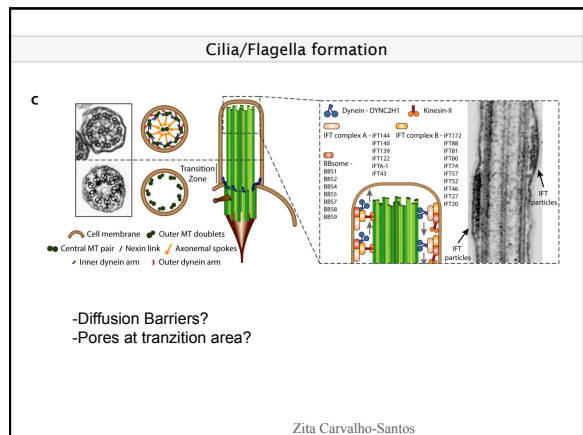 Cilia/Flagella formation
C
Transition
Zone
Cell membrane Outer MT doublets
Central MT pair Nexin link Axonemal spokes
Inner dynein arm Outer dynein arm
Dynein - DYNC2H1 Kinesin-II
IFT complex A - IFT144
IFT140
IFT139
IFT122
IFTA-1
IFT43
IFT complex B - IFT172
IFT88
IFT81
IFT80
IFT74
IFT57
IFT52
IFT46
IFT27
IFT20
BBsome -
BBS1
BBS2
BBS4
BBS5
BBS7
BBS8
BBS9
IFT
particles
IFT
particles
-Diffusion Barriers?
-Pores at tranzition area?
Zita Carvalho-Santos